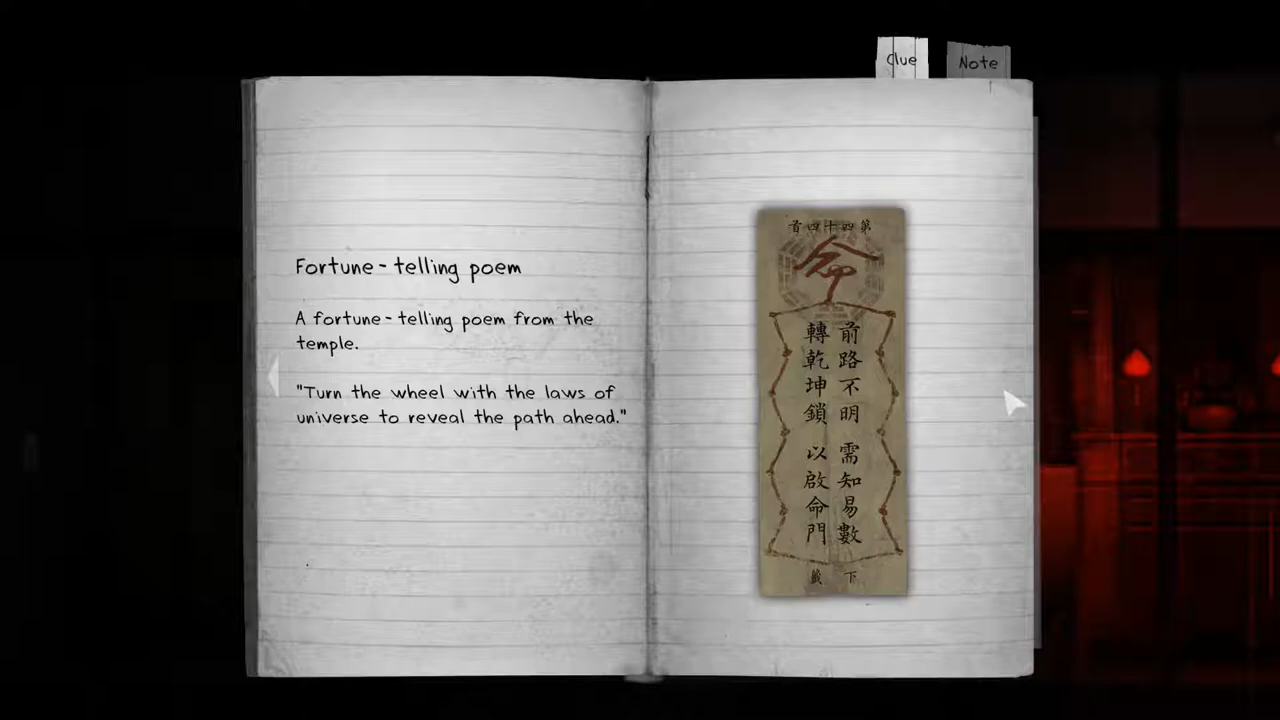 Clue
Note
Fortune-telling poem
A fortune-telling poem from the
temple.
"Turn the wheel with the laws of
universe to reveal the path ahead."
第四十四首
命
前路不明 需知易數
轉乾坤鎖 以啟命門
下籤